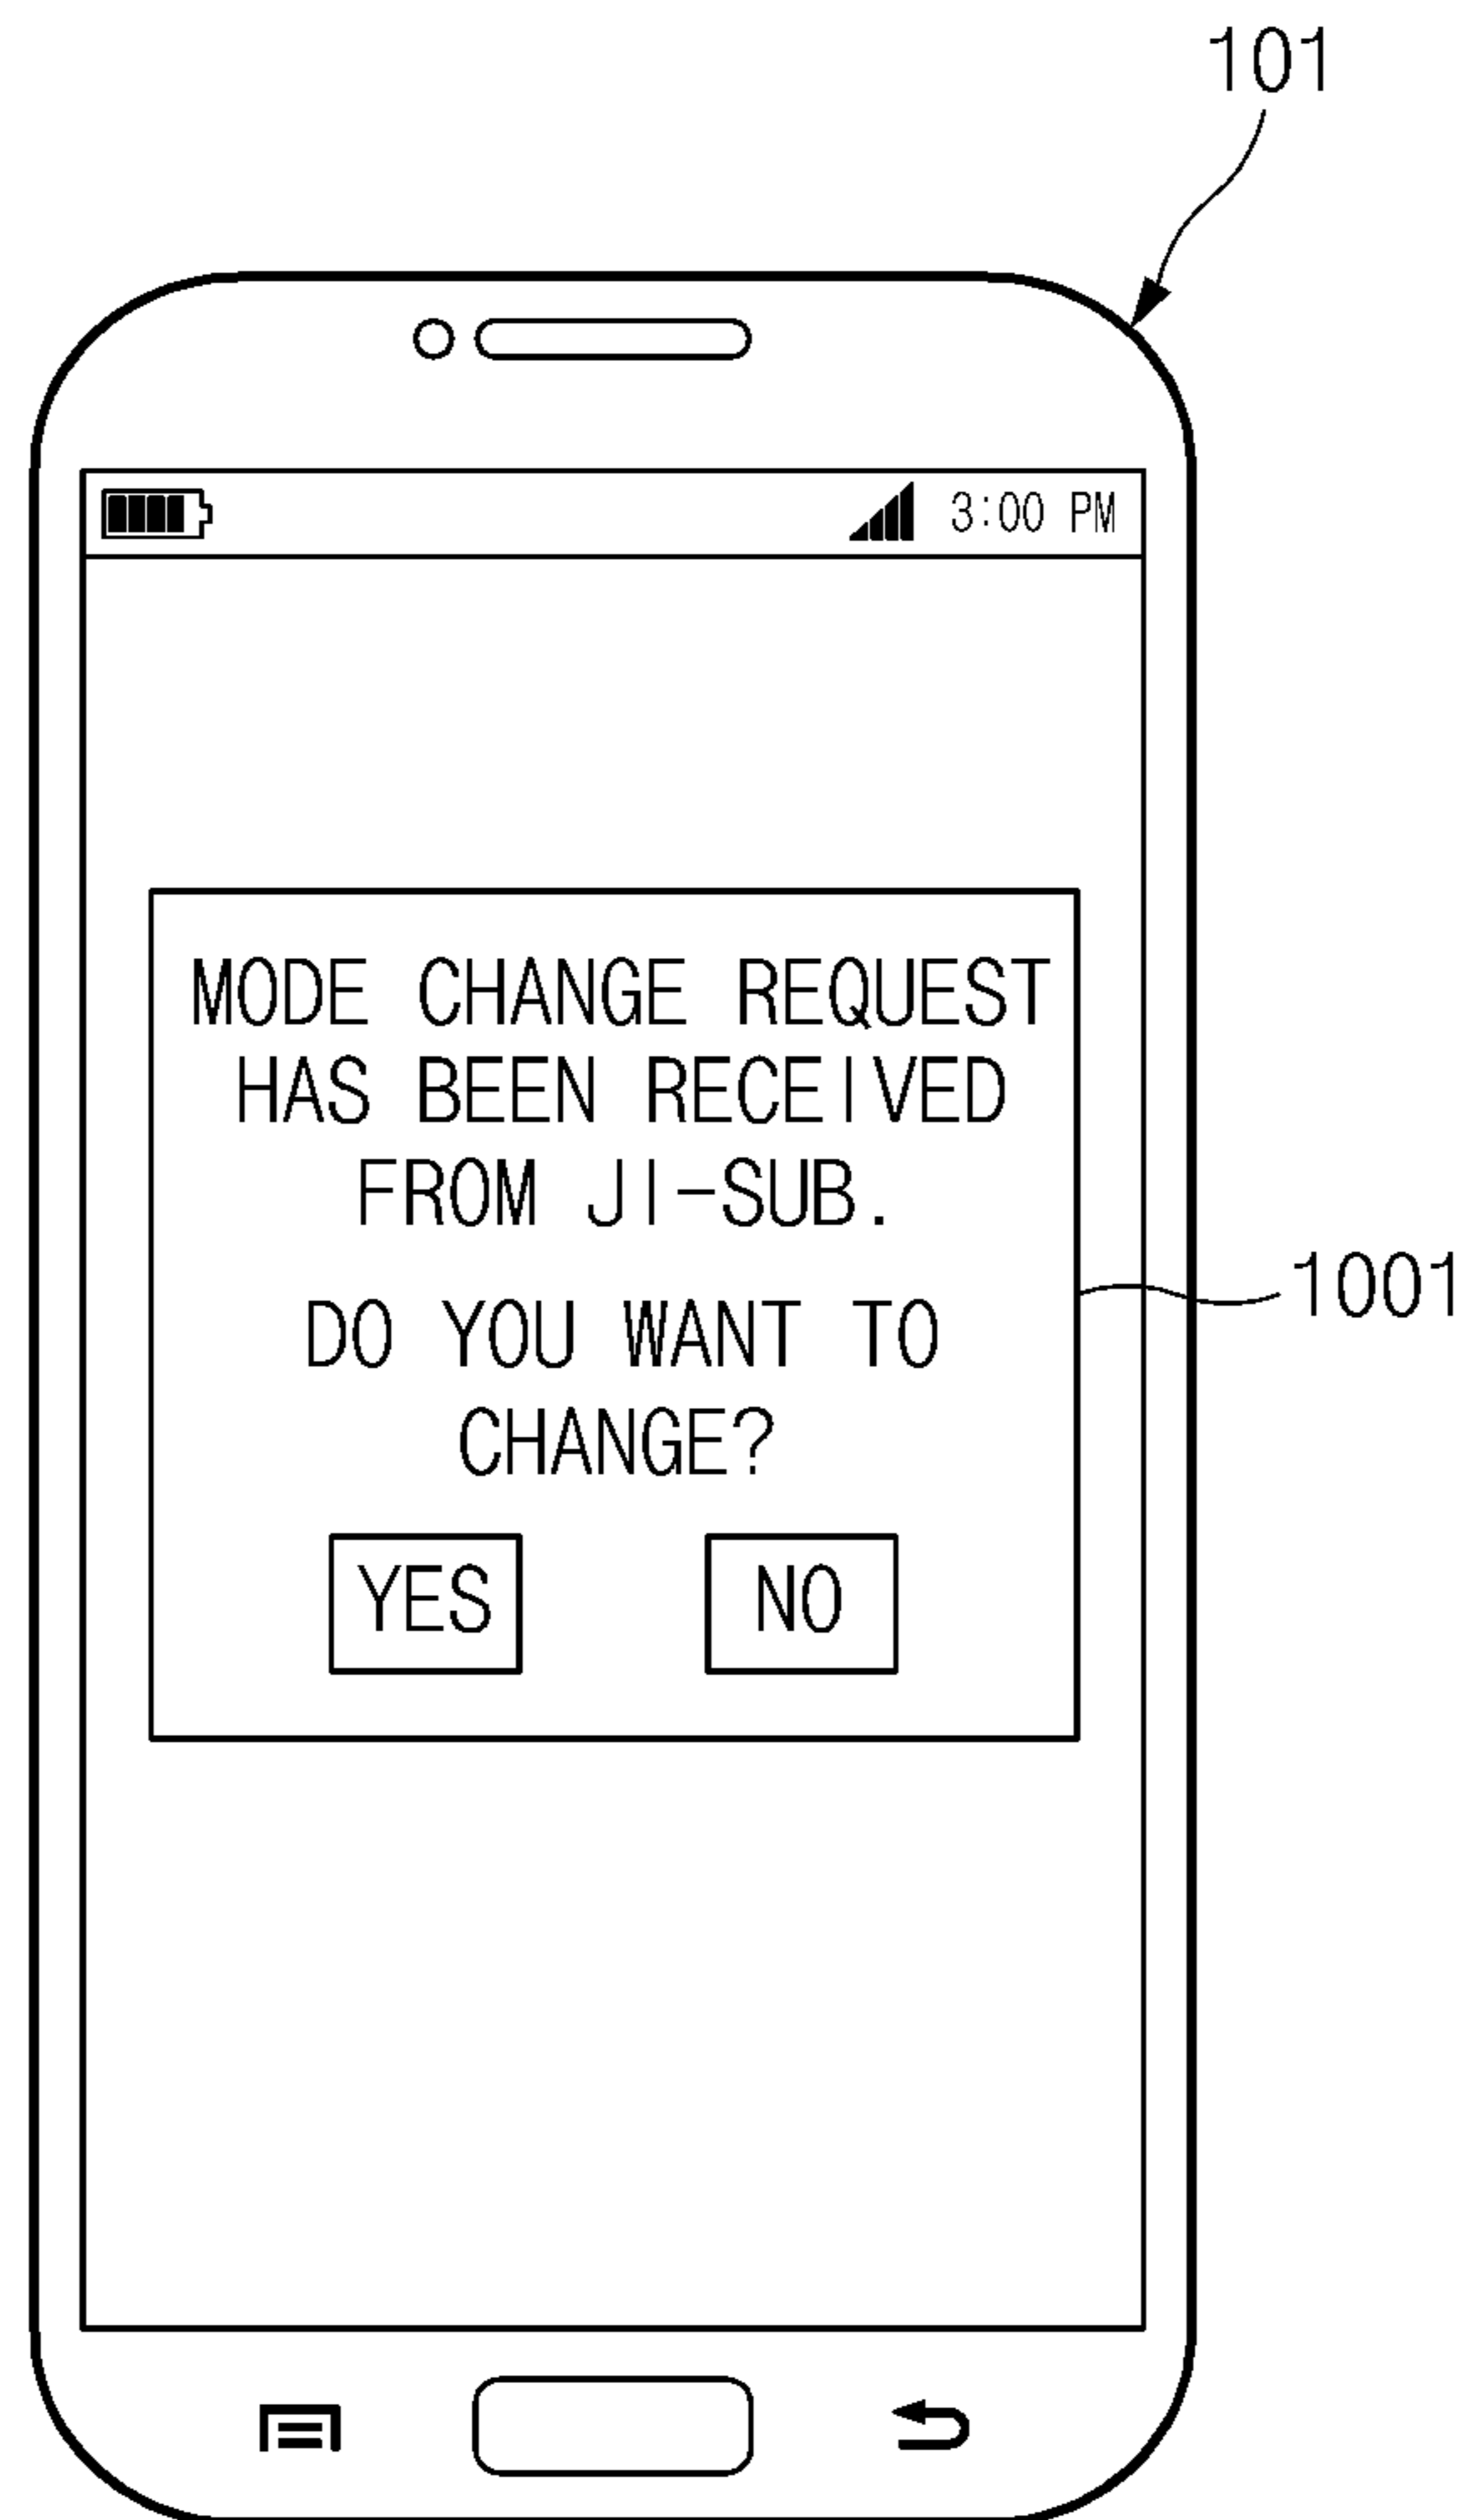 101
3:00 PM
MODE CHANGE REQUEST
HAS BEEN RECEIVED
FROM JI-SUB.
1001
DO YOU WANT TO
CHANGE?
YES NO